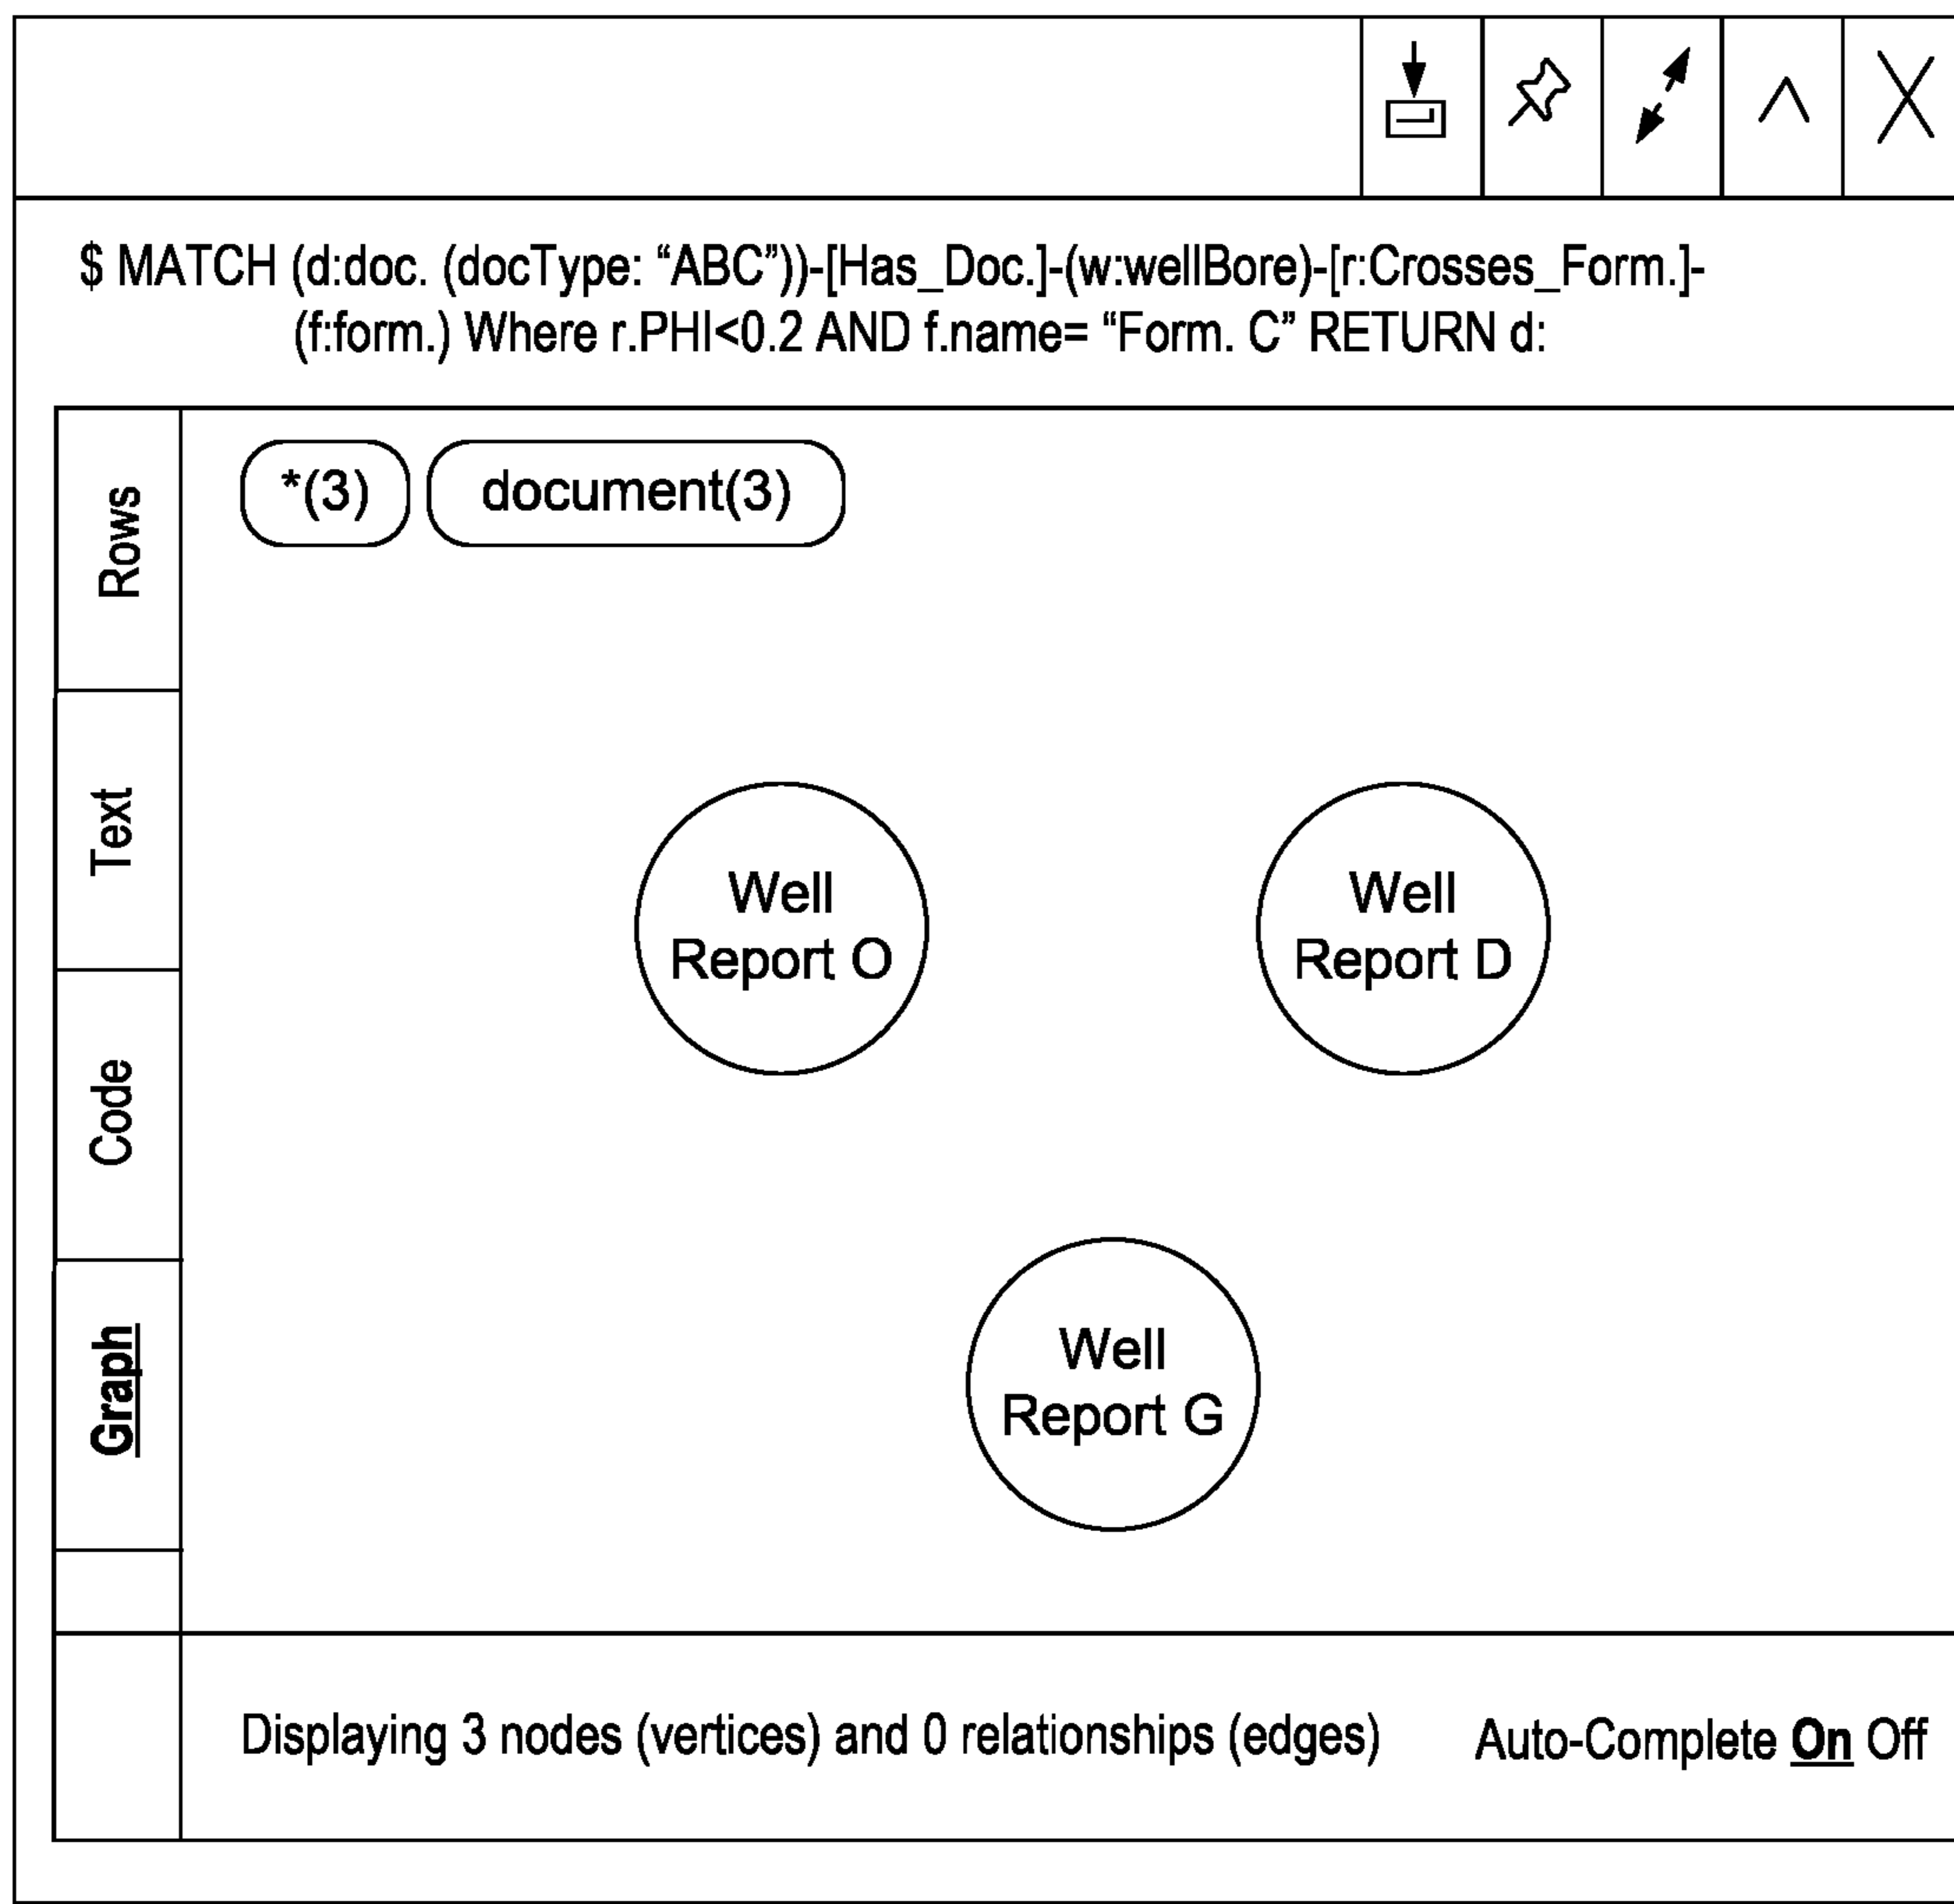 $ MATCH (d:doc. (docType: “ABC”))-[Has_Doc.]-(w:wellBore)-[r:Crosses_Form.]-
(f:form.) Where r.PHI<0.2 AND f.name= “Form. C” RETURN d:
Rows
Text
Code
Graph
*(3)
document(3)
Well
Report O
Well
Report D
Well
Report G
Displaying 3 nodes (vertices) and 0 relationships (edges)
Auto-Complete On Off